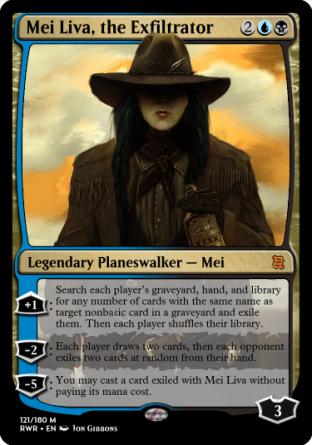 Mei Liva, the Exfiltrator 2
Legendary Planeswalker — Mei
+1 : Search each player's graveyard, hand, and library
for any number of cards with the same name as
target nonbasic card in a graveyard and exile
them. Then each player shuffles their library.
-2 : Each player draws two cards, then each opponent
exiles two cards at random from their hand.
-5 : You may cast a card exiled with Mei Liva without
paying its mana cost.
3
121/180 M
RWR • EN Jon Gibbons